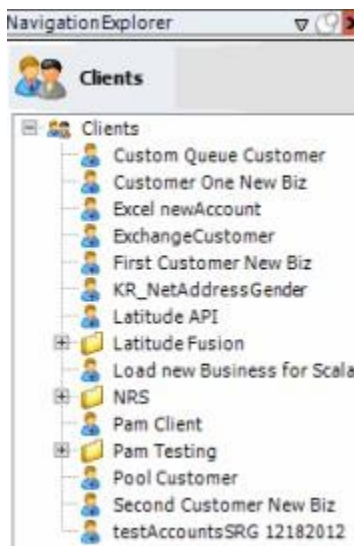 NavigationExplorer
Clients
Clients
Custom Queue Customer
Customer One New Biz
Excel newAccount
ExchangeCustomer
First Customer New Biz
KR_NetAddressGender
Latitude API
Latitude Fusion
Load new Business for Scala
NRS
Pam Client
Pam Testing
Pool Customer
Second Customer New Biz
testAccountsSRG 12182012